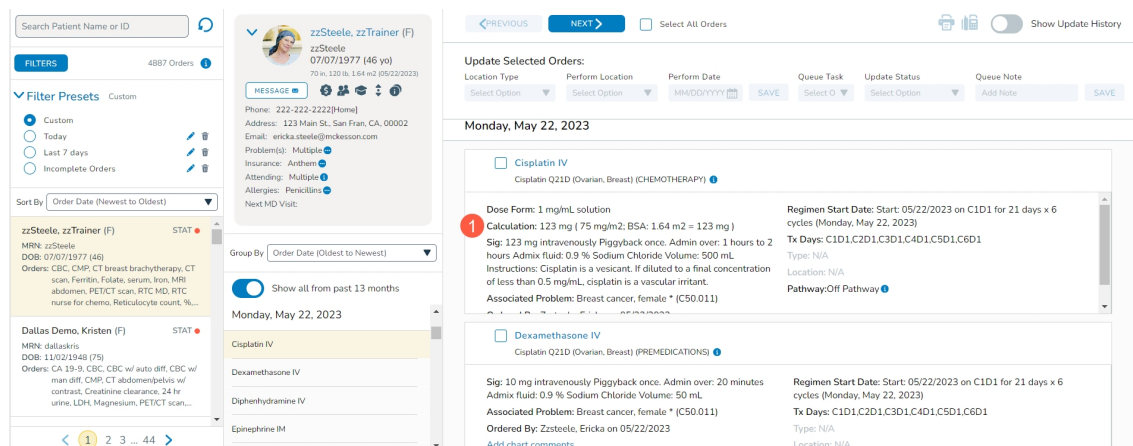 Search Patient Name or ID
FILTERS
4887 Orders
Filter Presets Custom
Custom
Today
Last 7 days
Incomplete Orders
Sort By Order Date (Newest to Oldest)
zzSteele, zzTrainer (F) STAT
MRN: zzSteele
DOB: 07/07/1977 (46)
Orders: CBC, CMP, CT breast brachytherapy, CT
scan, Ferritin, Folate, serum, Iron, MRI
abdomen, PET/CT scan, RTC MD, RTC
nurse for chemo, Reticulocyte count, %,...
Dallas Demo, Kristen (F) STAT
MRN: dallaskris
DOB: 11/02/1948 (75)
Orders: CA 19-9, CBC, CBC w/ auto diff, CBC w/
man diff, CMP, CT abdomen/pelvis w/
contrast, Creatinine clearance, 24 hr
urine, LDH, Magnesium, PET/CT scan,...
1 2 3 ... 44
zzSteele, zzTrainer (F)
zzSteele
07/07/1977 (46 yo)
70 in, 120 lb, 1.64 m2 (05/22/2023)
MESSAGE
Phone: 222-222-2222[Home]
Address: 123 Main St., San Fran, CA, 00002
Email: ericka.steele@mckesson.com
Problem(s): Multiple
Insurance: Anthem
Attending: Multiple
Allergies: Penicillins
Next MD Visit:
Group By Order Date (Oldest to Newest)
Show all from past 13 months
Monday, May 22, 2023
Cisplatin IV
Dexamethasone IV
Diphenhydramine IV
Epinephrine IM
PREVIOUS NEXT Select All Orders Show Update History
Update Selected Orders:
Location Type Perform Location Perform Date Queue Task Update Status Queue Note
Select Option Select Option MM/DD/YYYY SAVE Select O Select Option Add Note SAVE
Monday, May 22, 2023
Cisplatin IV
Cisplatin Q21D (Ovarian, Breast) (CHEMOTHERAPY)
1
Dose Form: 1 mg/mL solution
Calculation: 123 mg ( 75 mg/m2; BSA: 1.64 m2 = 123 mg )
Sig: 123 mg intravenously Piggyback once. Admin over: 1 hours to 2
hours Admix fluid: 0.9 % Sodium Chloride Volume: 500 mL
Instructions: Cisplatin is a vesicant. If diluted to a final concentration
of less than 0.5 mg/mL, cisplatin is a vascular irritant.
Associated Problem: Breast cancer, female * (C50.011)
Regimen Start Date: Start: 05/22/2023 on C1D1 for 21 days x 6
cycles (Monday, May 22, 2023)
Tx Days: C1D1,C2D1,C3D1,C4D1,C5D1,C6D1
Type: N/A
Location: N/A
Pathway:Off Pathway
Dexamethasone IV
Cisplatin Q21D (Ovarian, Breast) (PREMEDICATIONS)
Sig: 10 mg intravenously Piggyback once. Admin over: 20 minutes
Admix fluid: 0.9 % Sodium Chloride Volume: 50 mL
Associated Problem: Breast cancer, female * (C50.011)
Ordered By: Zzsteele, Ericka on 05/22/2023
Add chart comments
Regimen Start Date: Start: 05/22/2023 on C1D1 for 21 days x 6
cycles (Monday, May 22, 2023)
Tx Days: C1D1,C2D1,C3D1,C4D1,C5D1,C6D1
Type: N/A
Location: N/A